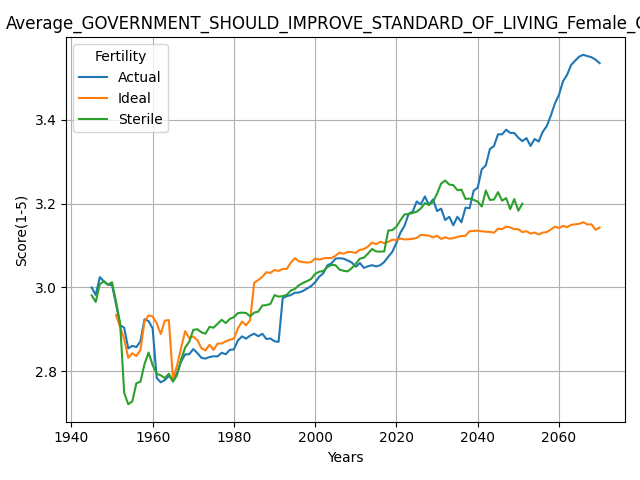 Average_GOVERNMENT_SHOULD_IMPROVE_STANDARD_OF_LIVING_Female_
Fertility
Actual
Ideal
Sterile
3.4
3.2
3.0
2.8
Score(1-5)
1940 1960 1980 2000 2020 2040 2060
Years